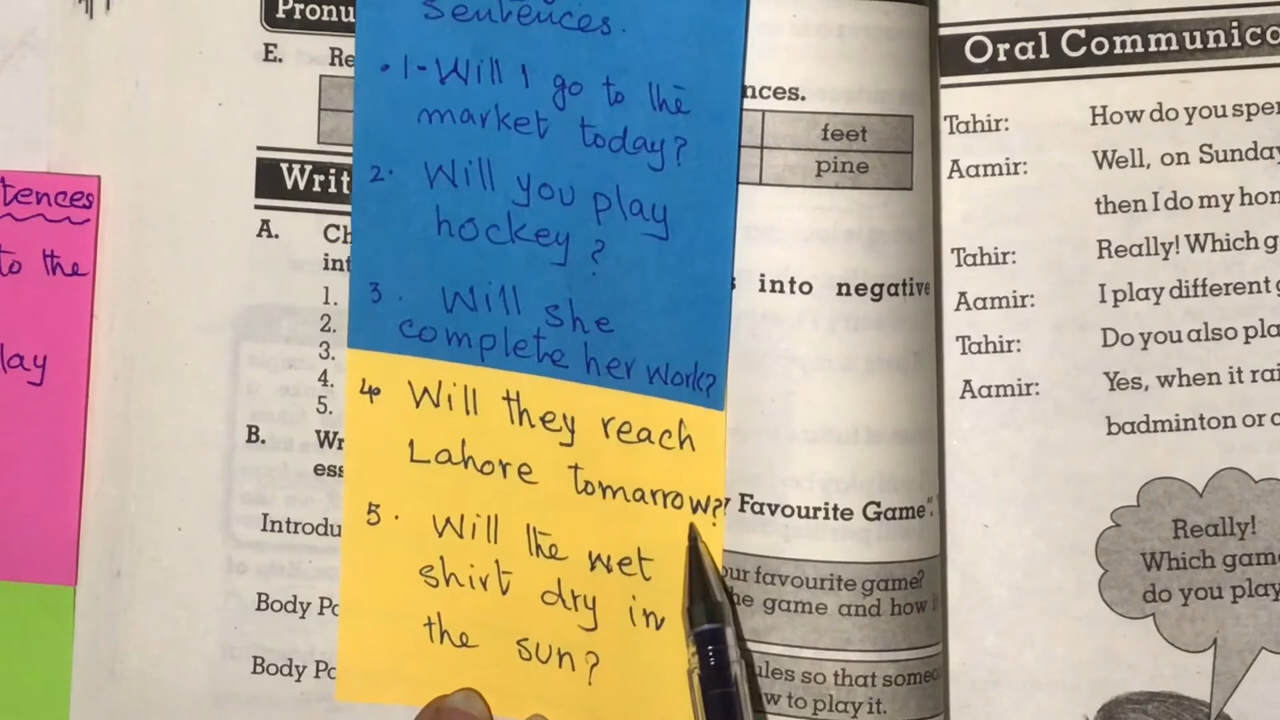 Pronu
E. Re
nces.
feet
pine
Writ
A. Ch
int
into negative
1.
2.
3.
4.
5.
B. Wr
ess
Favourite Game".
Introdu
our favourite game?
he game and how
Body Po
Body Po
ules so that someo
w to play it.
tences
to the
lay
Sentences.
1- Will I go to the
market today?
2. Will you play
hockey?
3. Will she
complete her work?
4. Will they reach
Lahore tomarrow?
5. Will the wet
shirt dry in
the sun?
Oral Communica
Tahir: How do you spen
Aamir: Well, on Sunday
then I do my hom
Tahir: Really! Which g
Aamir: I play different g
Tahir: Do you also pla
Aamir: Yes, when it rai
badminton or c
Really!
Which gam
do you play